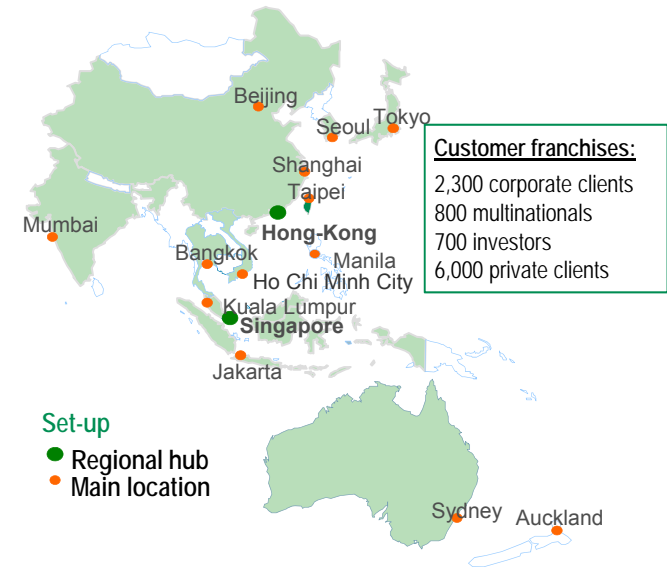 Beijing
Seoul
Tokyo
Shanghai
Taipei
Mumbai
Hong-Kong
Bangkok
Manila
Ho Chi Minh City
Kuala Lumpur
Singapore
Jakarta
Customer franchises:
2,300 corporate clients
800 multinationals
700 investors
6,000 private clients
Set-up
Regional hub
Main location
Sydney
Auckland